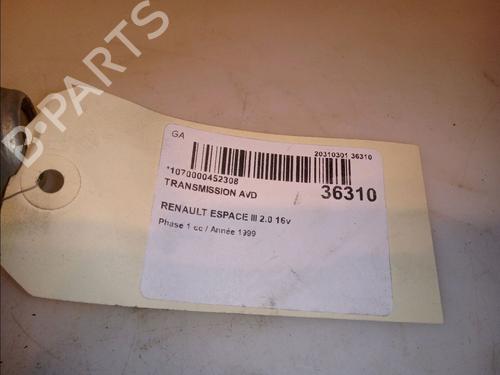 B-PARTS
GA
20310301 36310
*1070000452308
TRANSMISSION AVD
36310
RENAULT ESPACE III 2.0 16v
Phase 1 cc / Année 1999